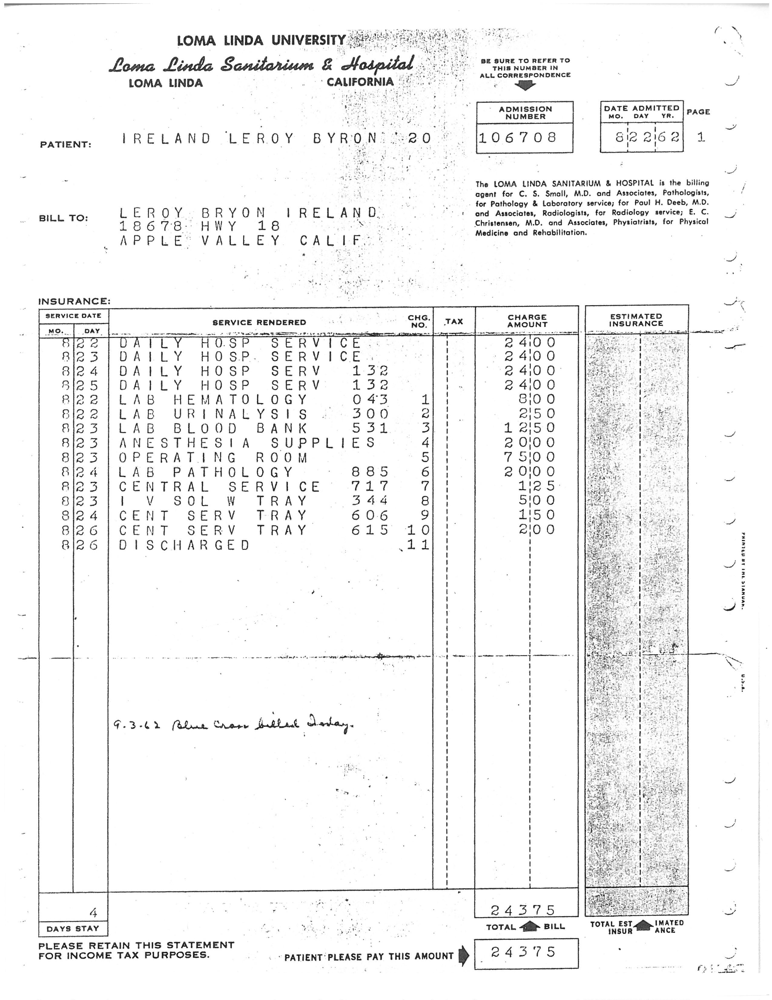 LOMA LINDA UNIVERSITY
Loma Linda Sanitarium & Hospital
LOMA LINDA CALIFORNIA
BE SURE TO REFER TO
THIS NUMBER IN
ALL CORRESPONDENCE
ADMISSION
NUMBER
106708
DATE ADMITTED
MO. DAY YR.
8 22 62
PAGE
1
PATIENT: IRELAND LEROY BYRON 20
The LOMA LINDA SANITARIUM & HOSPITAL is the billing
agent for C. S. Small, M.D. and Associates, Pathologists,
for Pathology & Laboratory service; for Paul H. Deeb, M.D.
and Associates, Radiologists, for Radiology service; E. C.
Christensen, M.D. and Associates, Physiatrists, for Physical
Medicine and Rehabilitation.
BILL TO: LEROY BRYON IRELAND
18678 HWY 18
APPLE VALLEY CALIF
INSURANCE:
SERVICE DATE SERVICE RENDERED CHG. NO. TAX CHARGE AMOUNT ESTIMATED INSURANCE
MO. DAY
8 22 DAILY HOSP SERVICE 24 00
8 23 DAILY HOSP SERVICE 24 00
8 24 DAILY HOSP SERV 132 24 00
8 25 DAILY HOSP SERV 132 24 00
8 22 LAB HEMATOLOGY 043 1 8 00
8 22 LAB URINALYSIS 300 2 2 50
8 23 LAB BLOOD BANK 531 3 12 50
8 23 ANESTHESIA SUPPLIES 4 20 00
8 23 OPERATING ROOM 5 75 00
8 24 LAB PATHOLOGY 885 6 20 00
8 23 CENTRAL SERVICE 717 7 1 25
8 23 I V SOL W TRAY 344 8 5 00
8 24 CENT SERV TRAY 606 9 1 50
8 26 CENT SERV TRAY 615 10 2 00
8 26 DISCHARGED 11
9.3.62 Blue Cross billed Today.
4
DAYS STAY
24375
TOTAL BILL
TOTAL ESTIMATED
INSURANCE
PLEASE RETAIN THIS STATEMENT
FOR INCOME TAX PURPOSES.
PATIENT PLEASE PAY THIS AMOUNT 24375
PRINTED BY THE STANDAR
U.S.A.